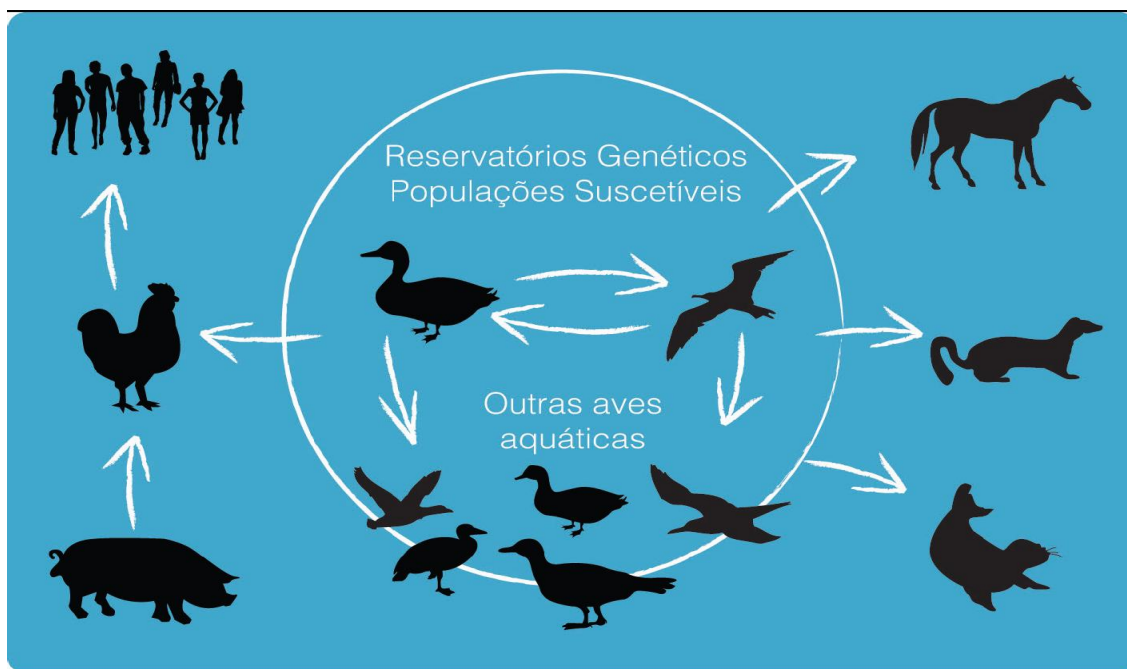 Reservatórios Genéticos
Populações Suscetíveis
Outras aves
aquáticas